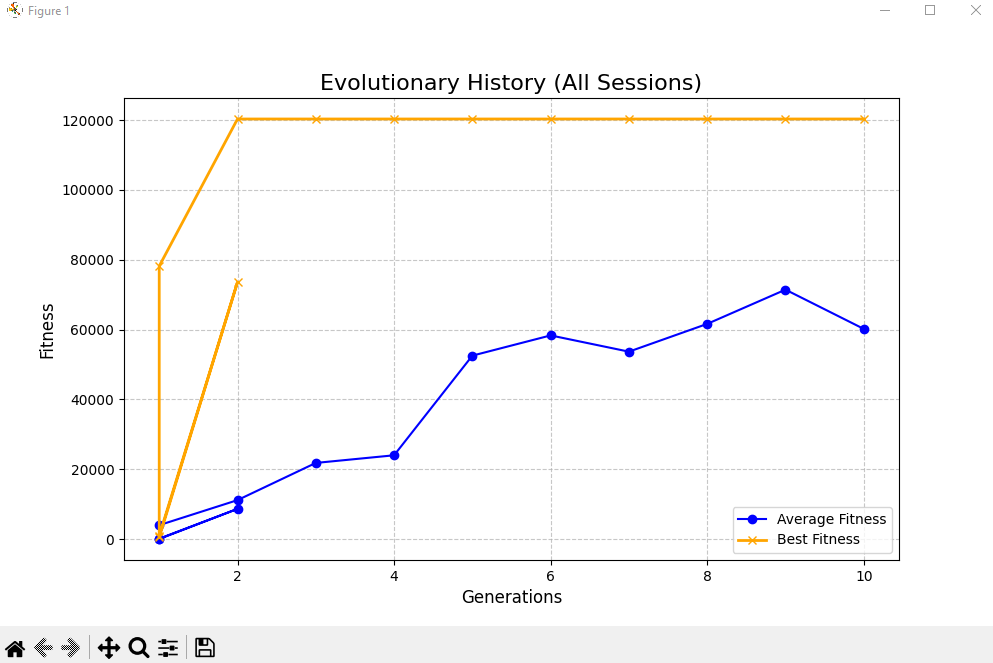 Figure 1
Evolutionary History (All Sessions)
120000
100000
80000
60000
40000
20000
0
Fitness
2 4 6 8 10
Generations
Average Fitness
Best Fitness